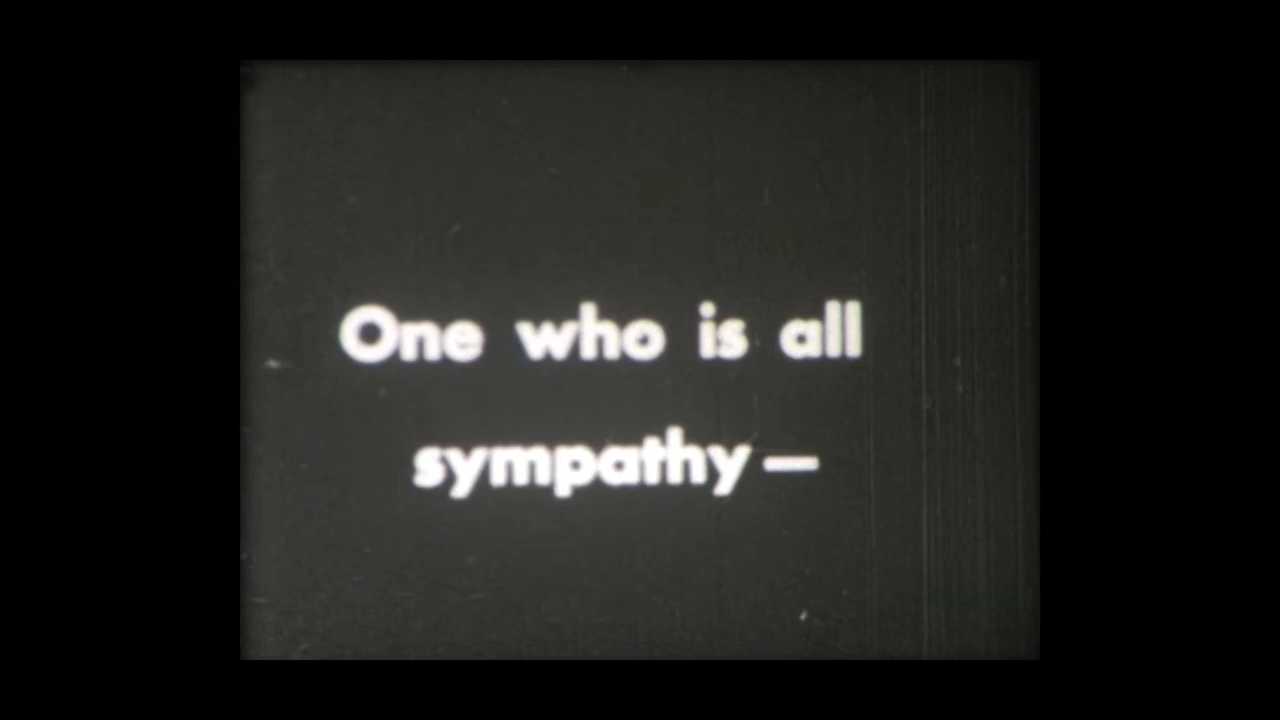 One who is all
sympathy —